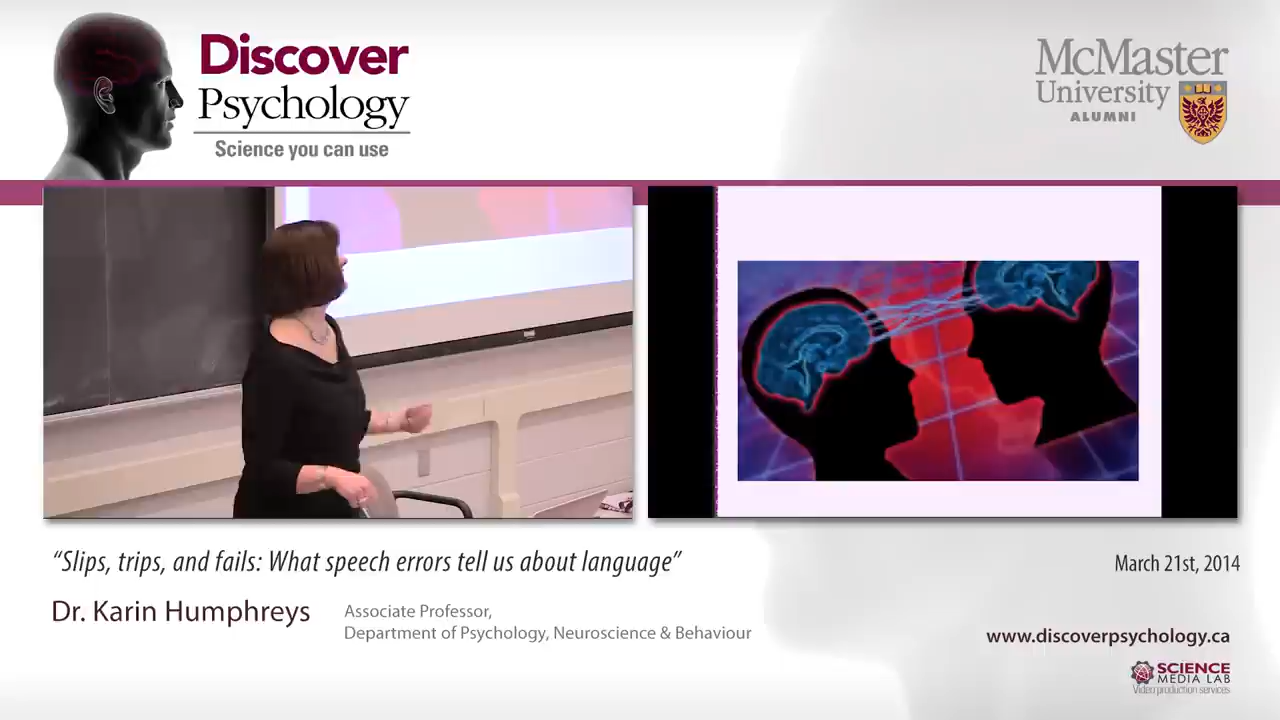 Discover
Psychology
Science you can use
McMaster
University
ALUMNI
“Slips, trips, and fails: What speech errors tell us about language”
March 21st, 2014
Dr. Karin Humphreys
Associate Professor,
Department of Psychology, Neuroscience & Behaviour
www.discoverpsychology.ca
SCIENCE
MEDIA LAB
Video production services